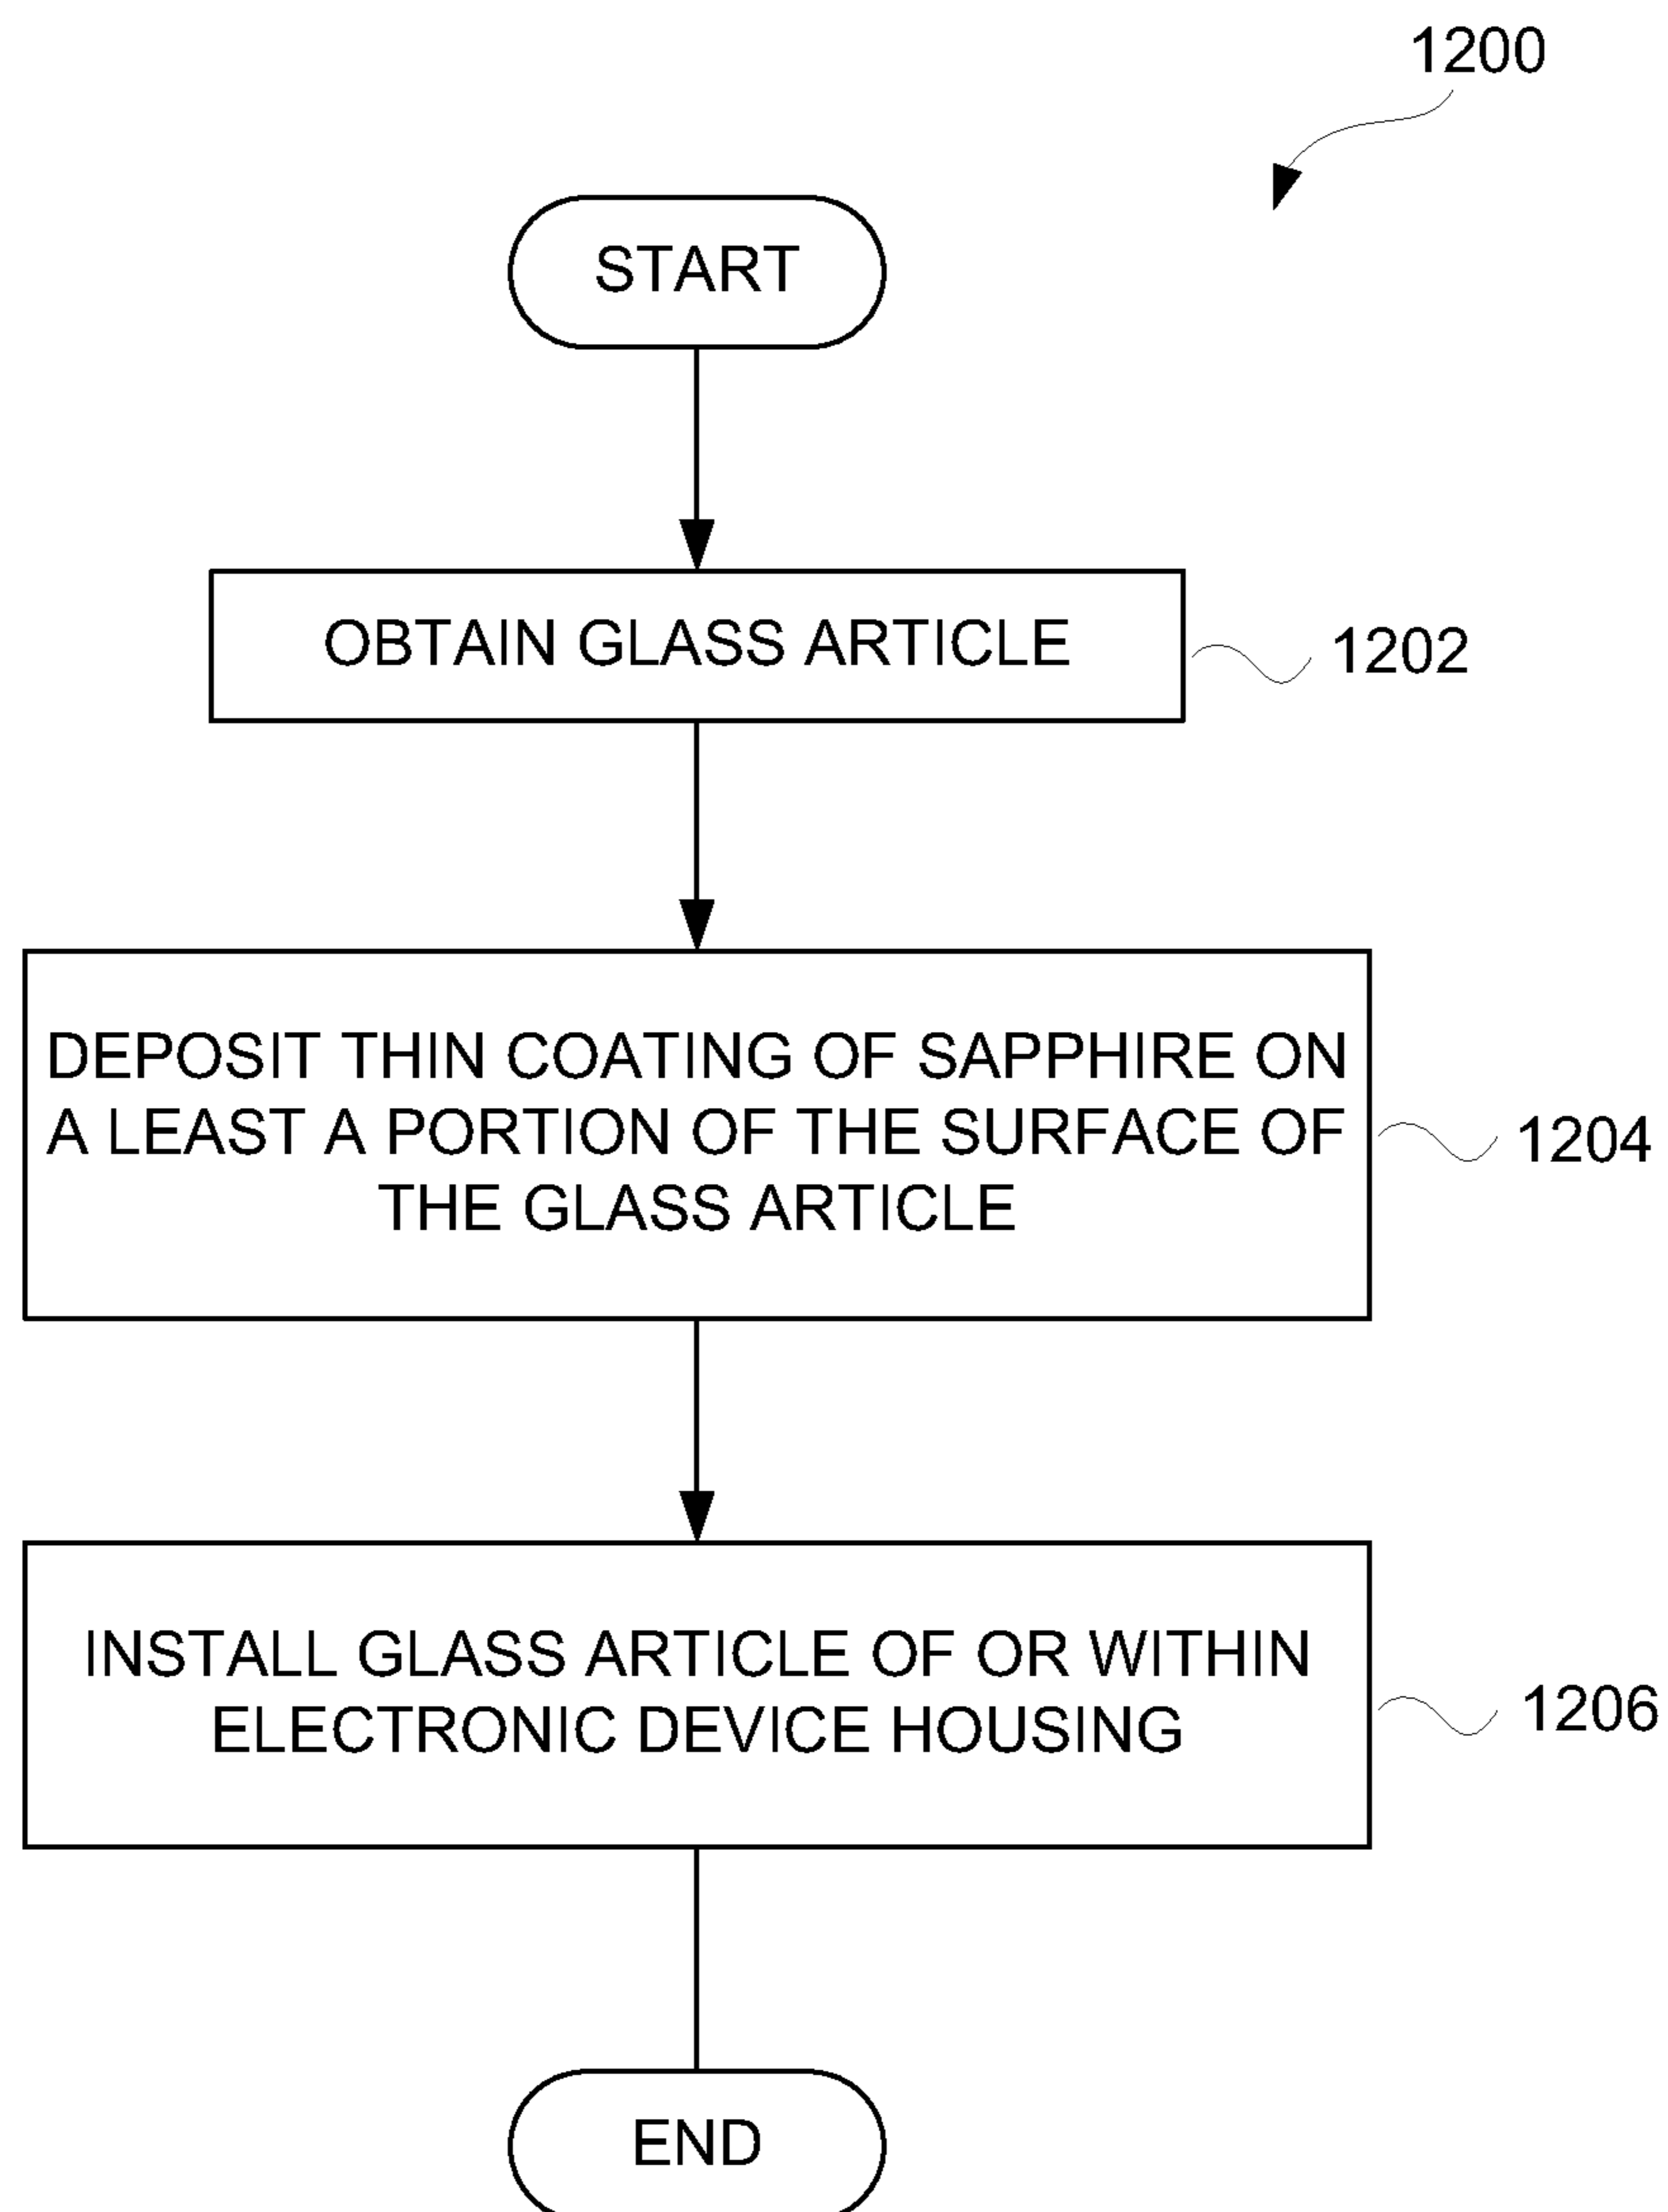 1200
START
OBTAIN GLASS ARTICLE
1202
DEPOSIT THIN COATING OF SAPPHIRE ON
A LEAST A PORTION OF THE SURFACE OF
THE GLASS ARTICLE
1204
INSTALL GLASS ARTICLE OF OR WITHIN
ELECTRONIC DEVICE HOUSING
1206
END